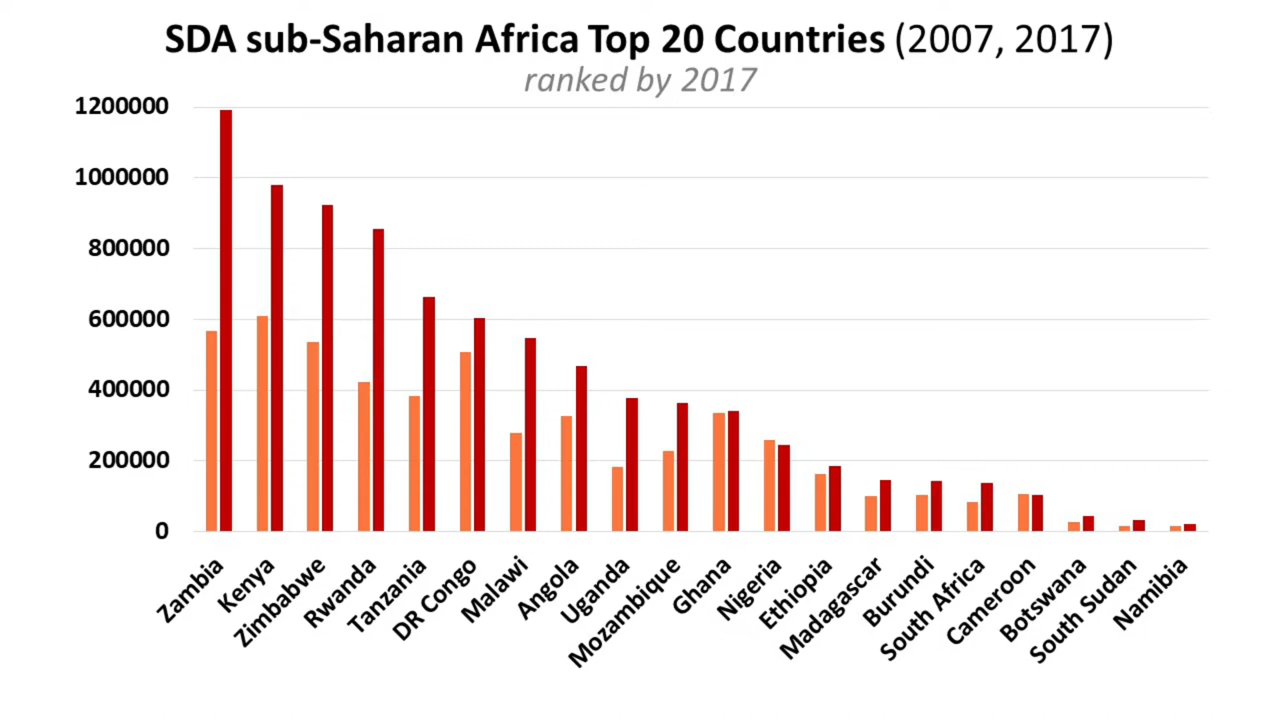 SDA sub-Saharan Africa Top 20 Countries (2007, 2017)
ranked by 2017
1200000
1000000
800000
600000
400000
200000
0
Zambia
Kenya
Zimbabwe
Rwanda
Tanzania
DR Congo
Malawi
Angola
Uganda
Mozambique
Ghana
Nigeria
Ethiopia
Madagascar
Burundi
South Africa
Cameroon
Botswana
South Sudan
Namibia